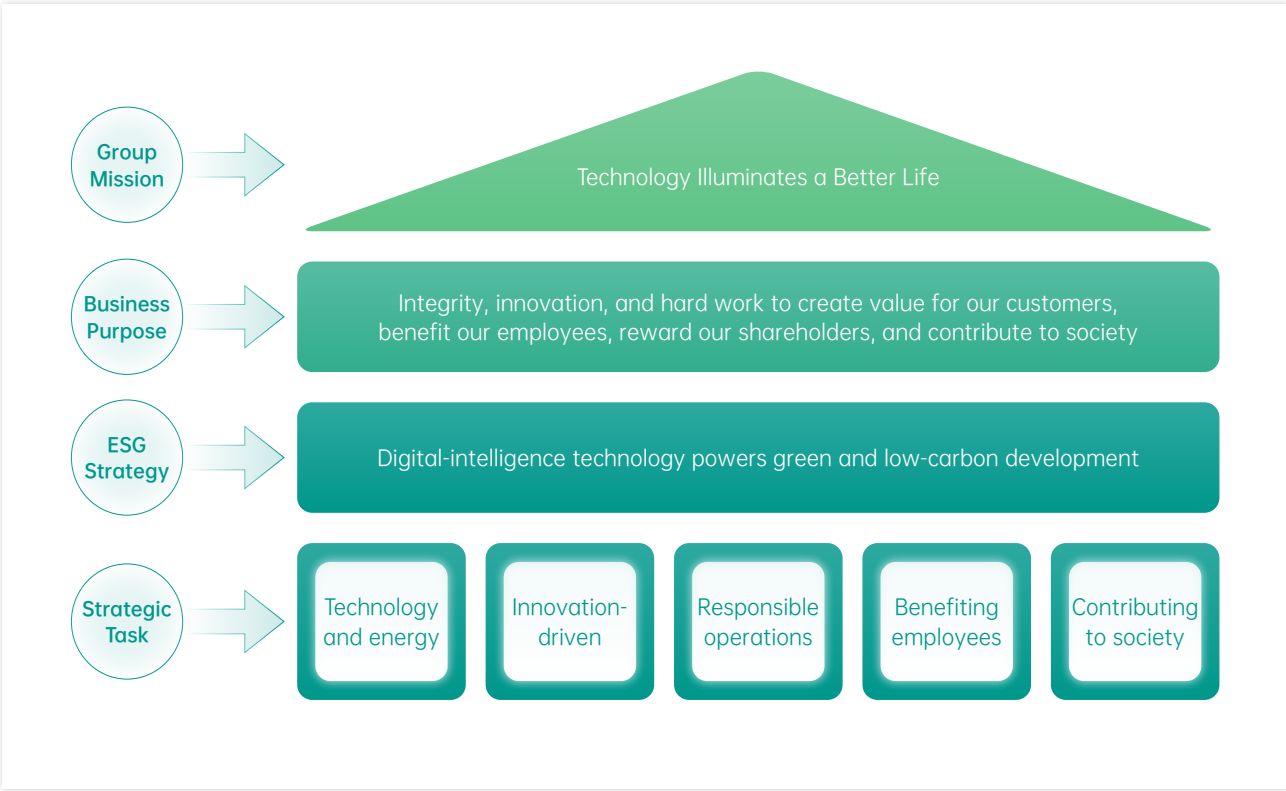 Group
Mission
Technology Illuminates a Better Life
Business
Purpose
Integrity, innovation, and hard work to create value for our customers,
benefit our employees, reward our shareholders, and contribute to society
ESG
Strategy
Digital-intelligence technology powers green and low-carbon development
Strategic
Task
Technology
and energy
Innovation-
driven
Responsible
operations
Benefiting
employees
Contributing
to society